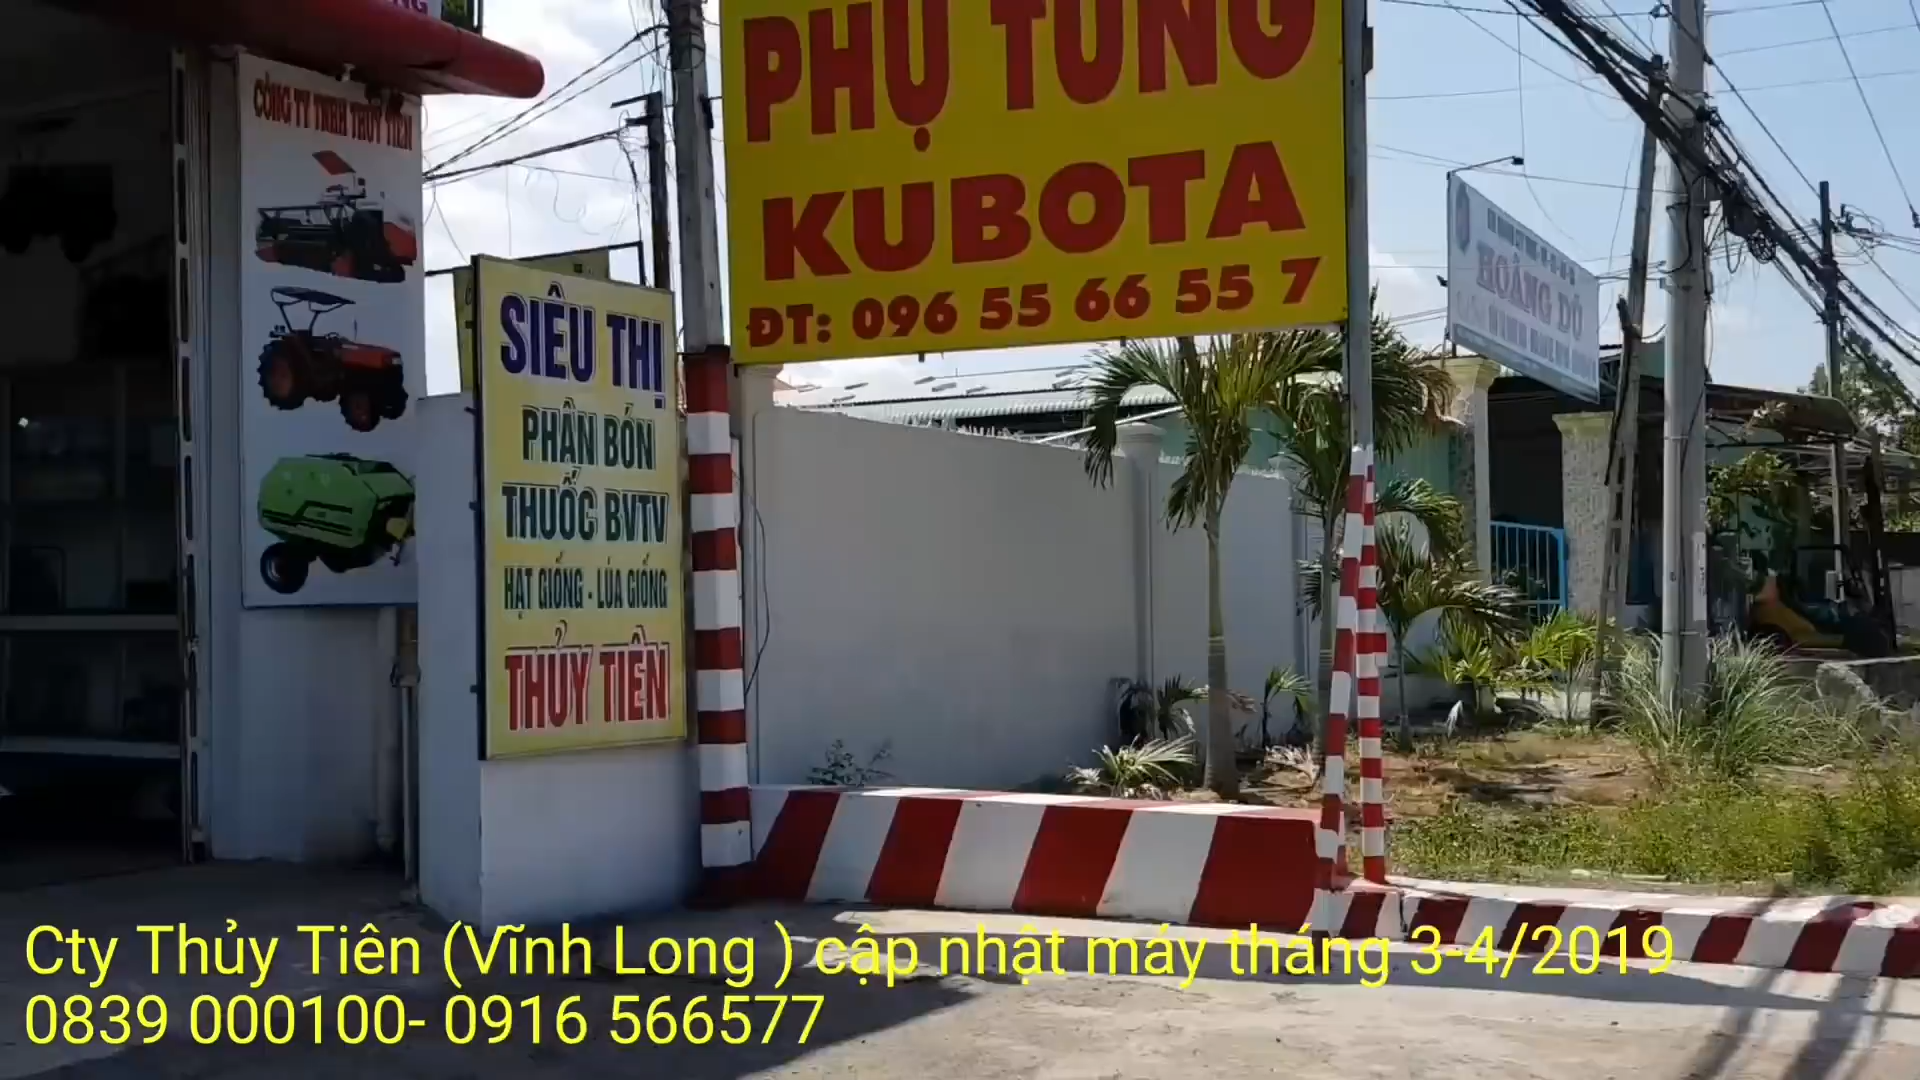 CÔNG TY TNHH THỦY TIÊN
PHỤ TÙNG
KUBOTA
ĐT: 096 55 66 55 7
SIÊU THỊ
PHÂN BÓN
THUỐC BVTV
HẠT GIỐNG - LÚA GIỐNG
THỦY TIÊN
HOÀNG DŨ
Cty Thủy Tiên (Vĩnh Long ) cập nhật máy tháng 3-4/2019
0839 000100- 0916 566577